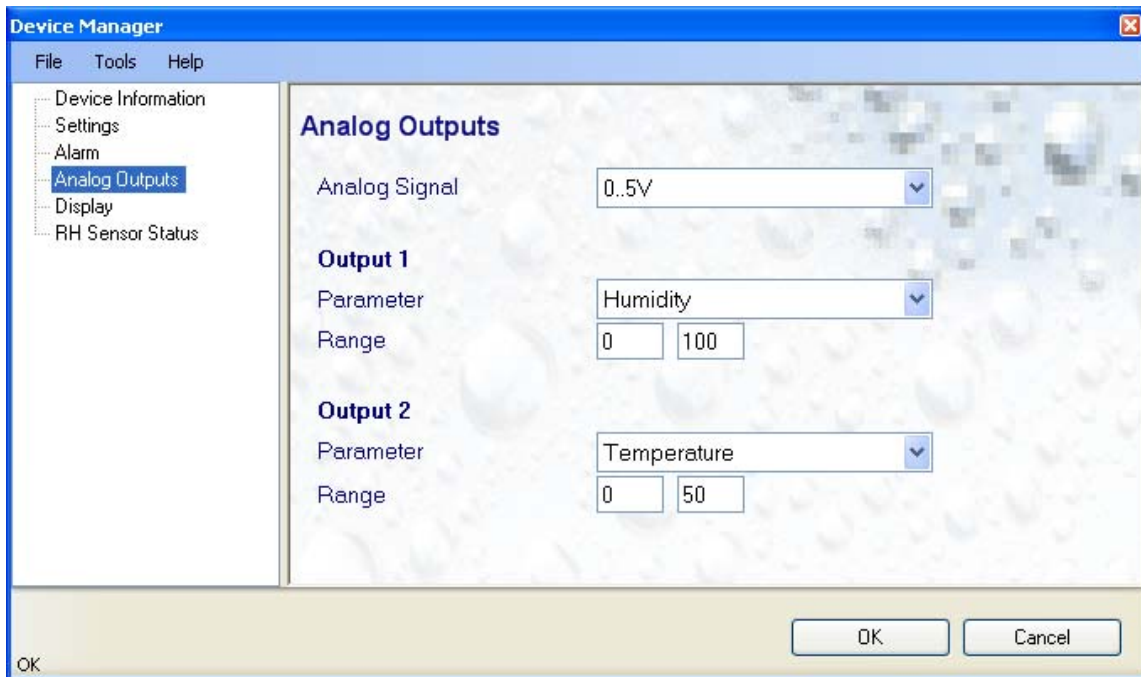 Device Manager
File Tools Help
Device Information
Settings
Alarm
Analog Outputs
Display
RH Sensor Status
Analog Outputs
Analog Signal 0..5V
Output 1
Parameter Humidity
Range 0 100
Output 2
Parameter Temperature
Range 0 50
OK Cancel
OK